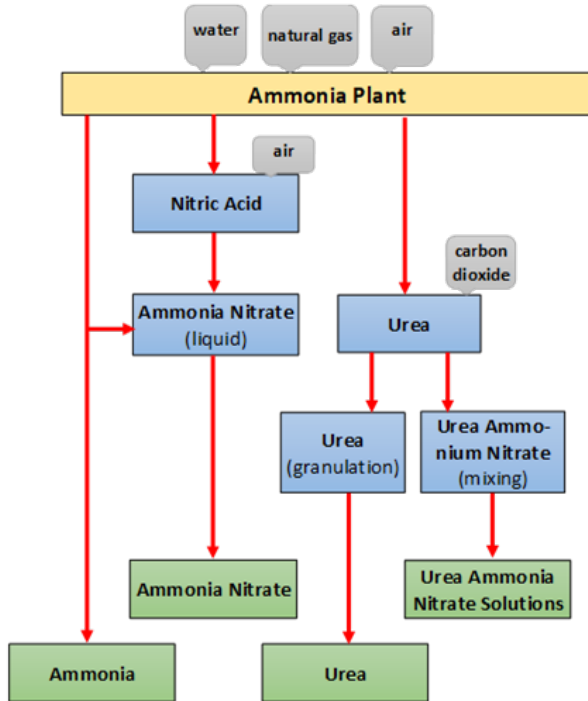 water
natural gas
air
Ammonia Plant
air
Nitric Acid
carbon
dioxide
Ammonia Nitrate
(liquid)
Urea
Urea
(granulation)
Urea Ammo-
nium Nitrate
(mixing)
Ammonia Nitrate
Urea Ammonia
Nitrate Solutions
Ammonia
Urea